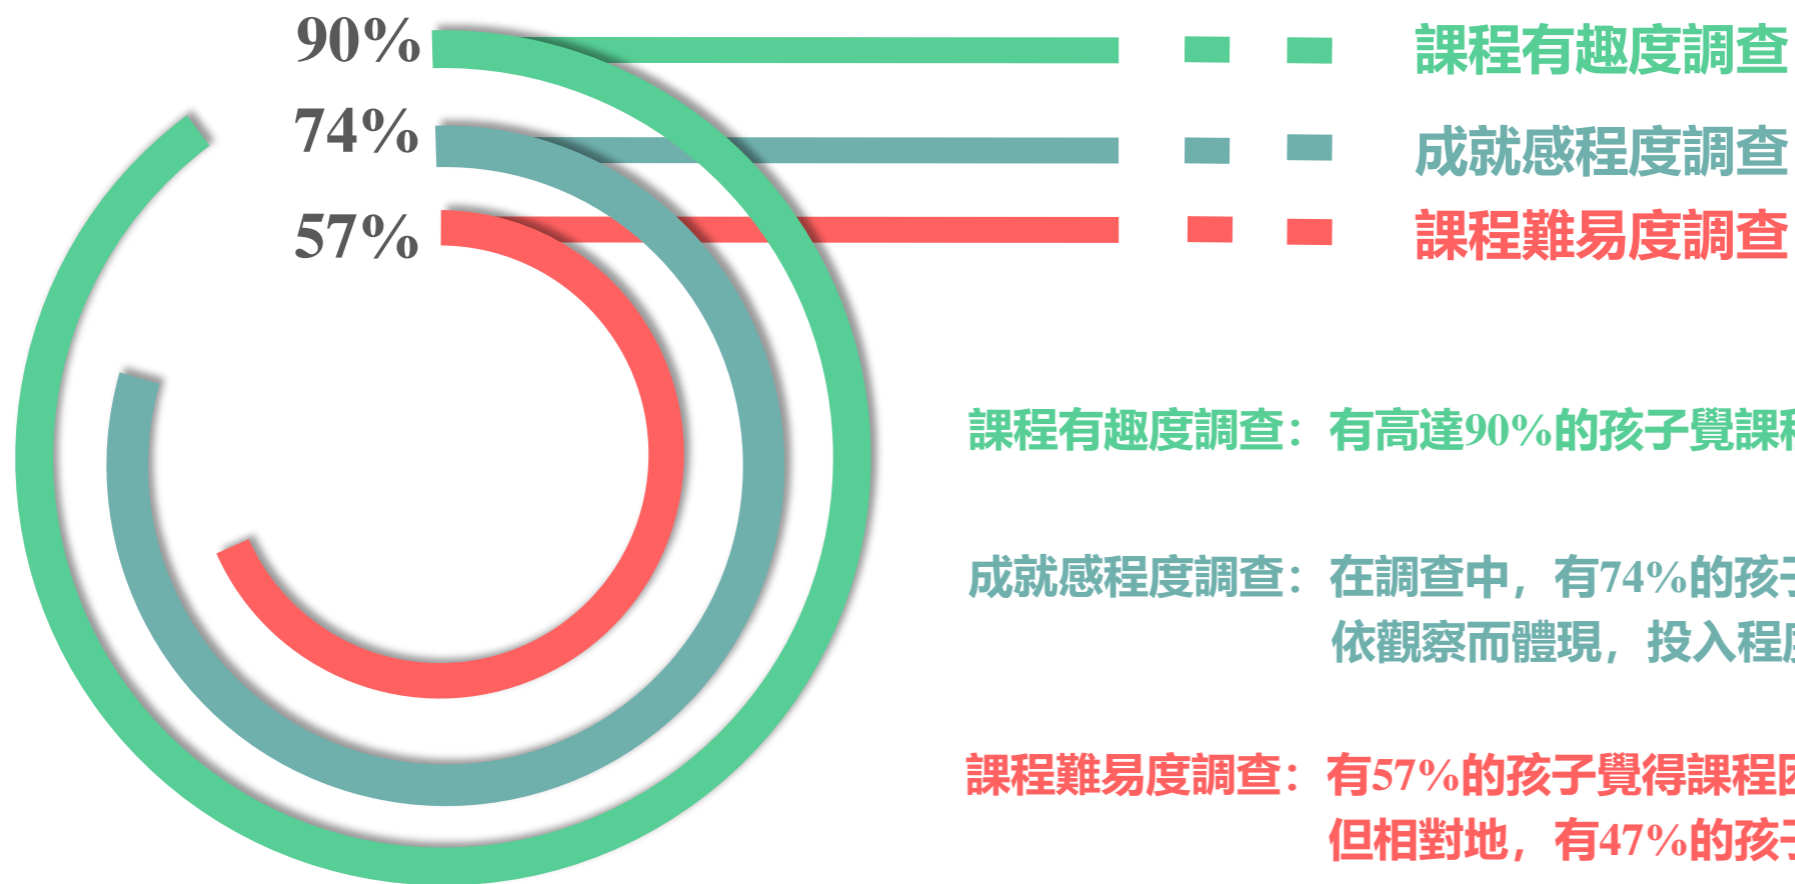 90%
課程有趣度調查
74%
成就感程度調查
57%
課程難易度調查
課程有趣度調查：有高達90%的孩子覺課
成就感程度調查：在調查中，有74%的孩
依觀察而體現，投入程
課程難易度調查：有57%的孩子覺得課程
但相對地，有47%的孩